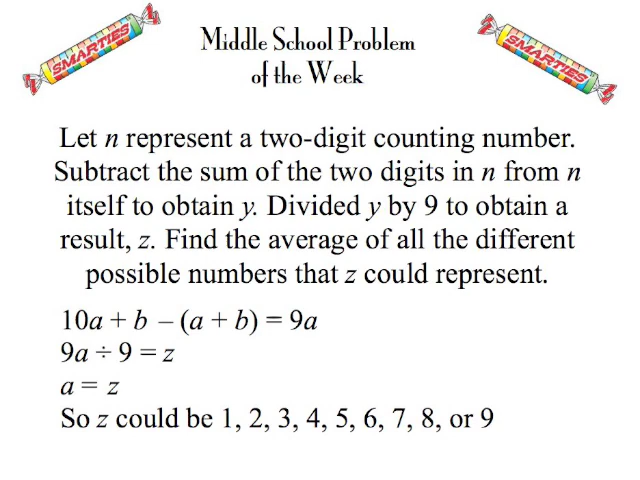 SMARTIES
Middle School Problem
of the Week
SMARTIES
Let n represent a two-digit counting number.
Subtract the sum of the two digits in n from n
itself to obtain y. Divided y by 9 to obtain a
result, z. Find the average of all the different
possible numbers that z could represent.
10a + b – (a + b) = 9a
9a ÷ 9 = z
a = z
So z could be 1, 2, 3, 4, 5, 6, 7, 8, or 9